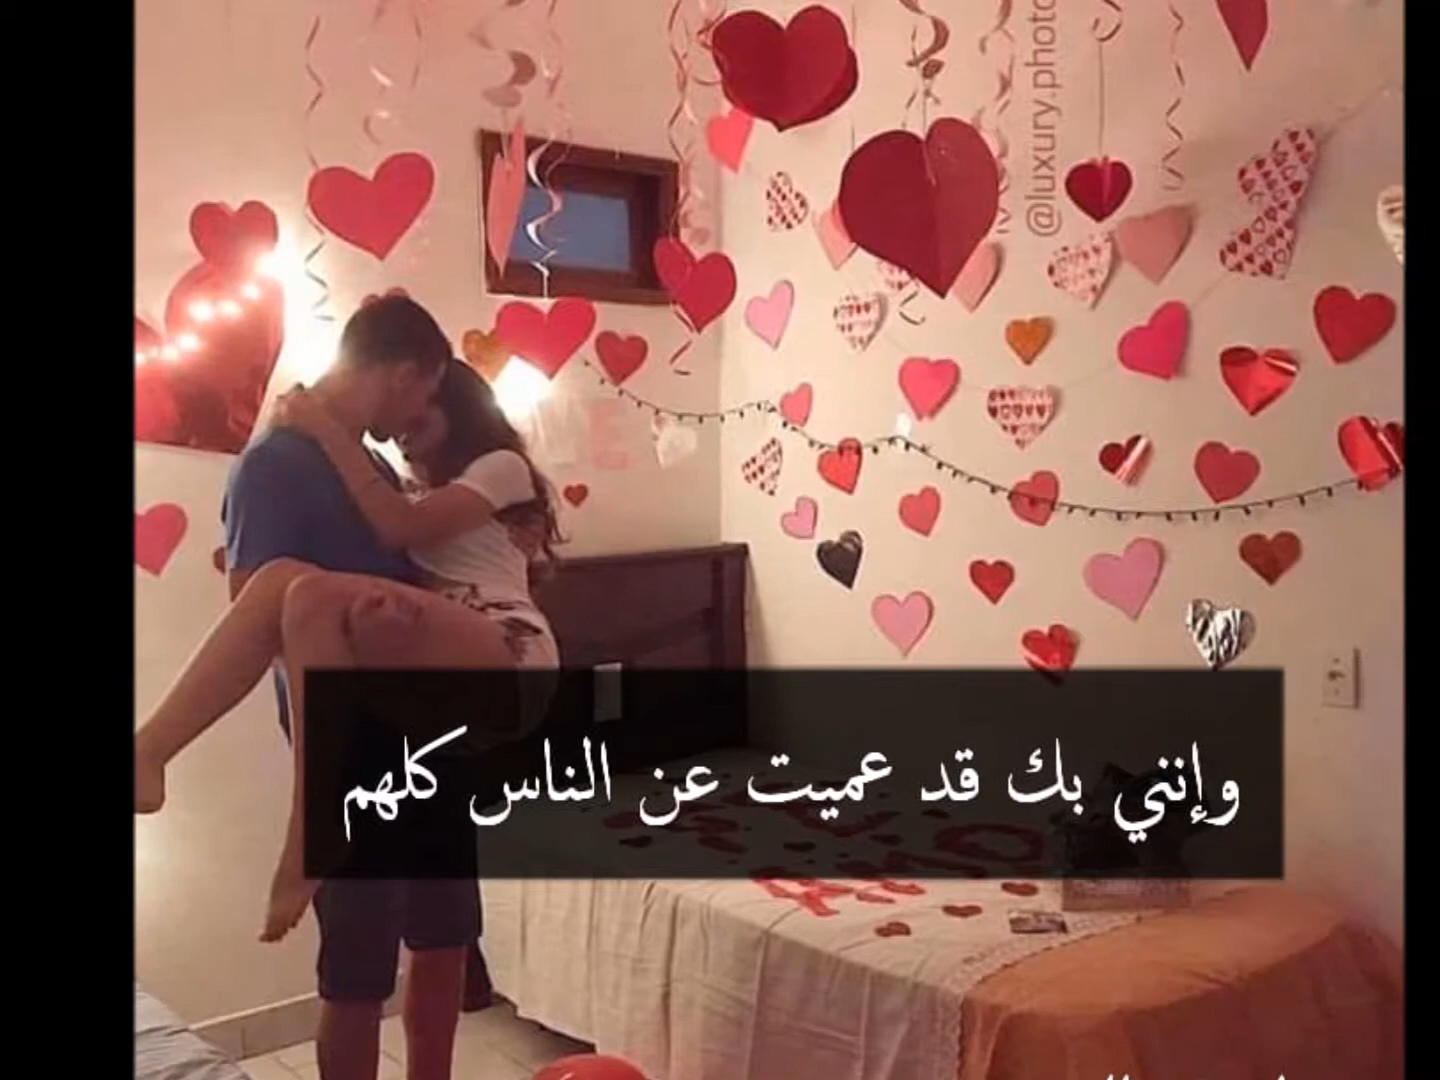 @luxury.photo
وإنني بك قد عميت عن الناس كلهم